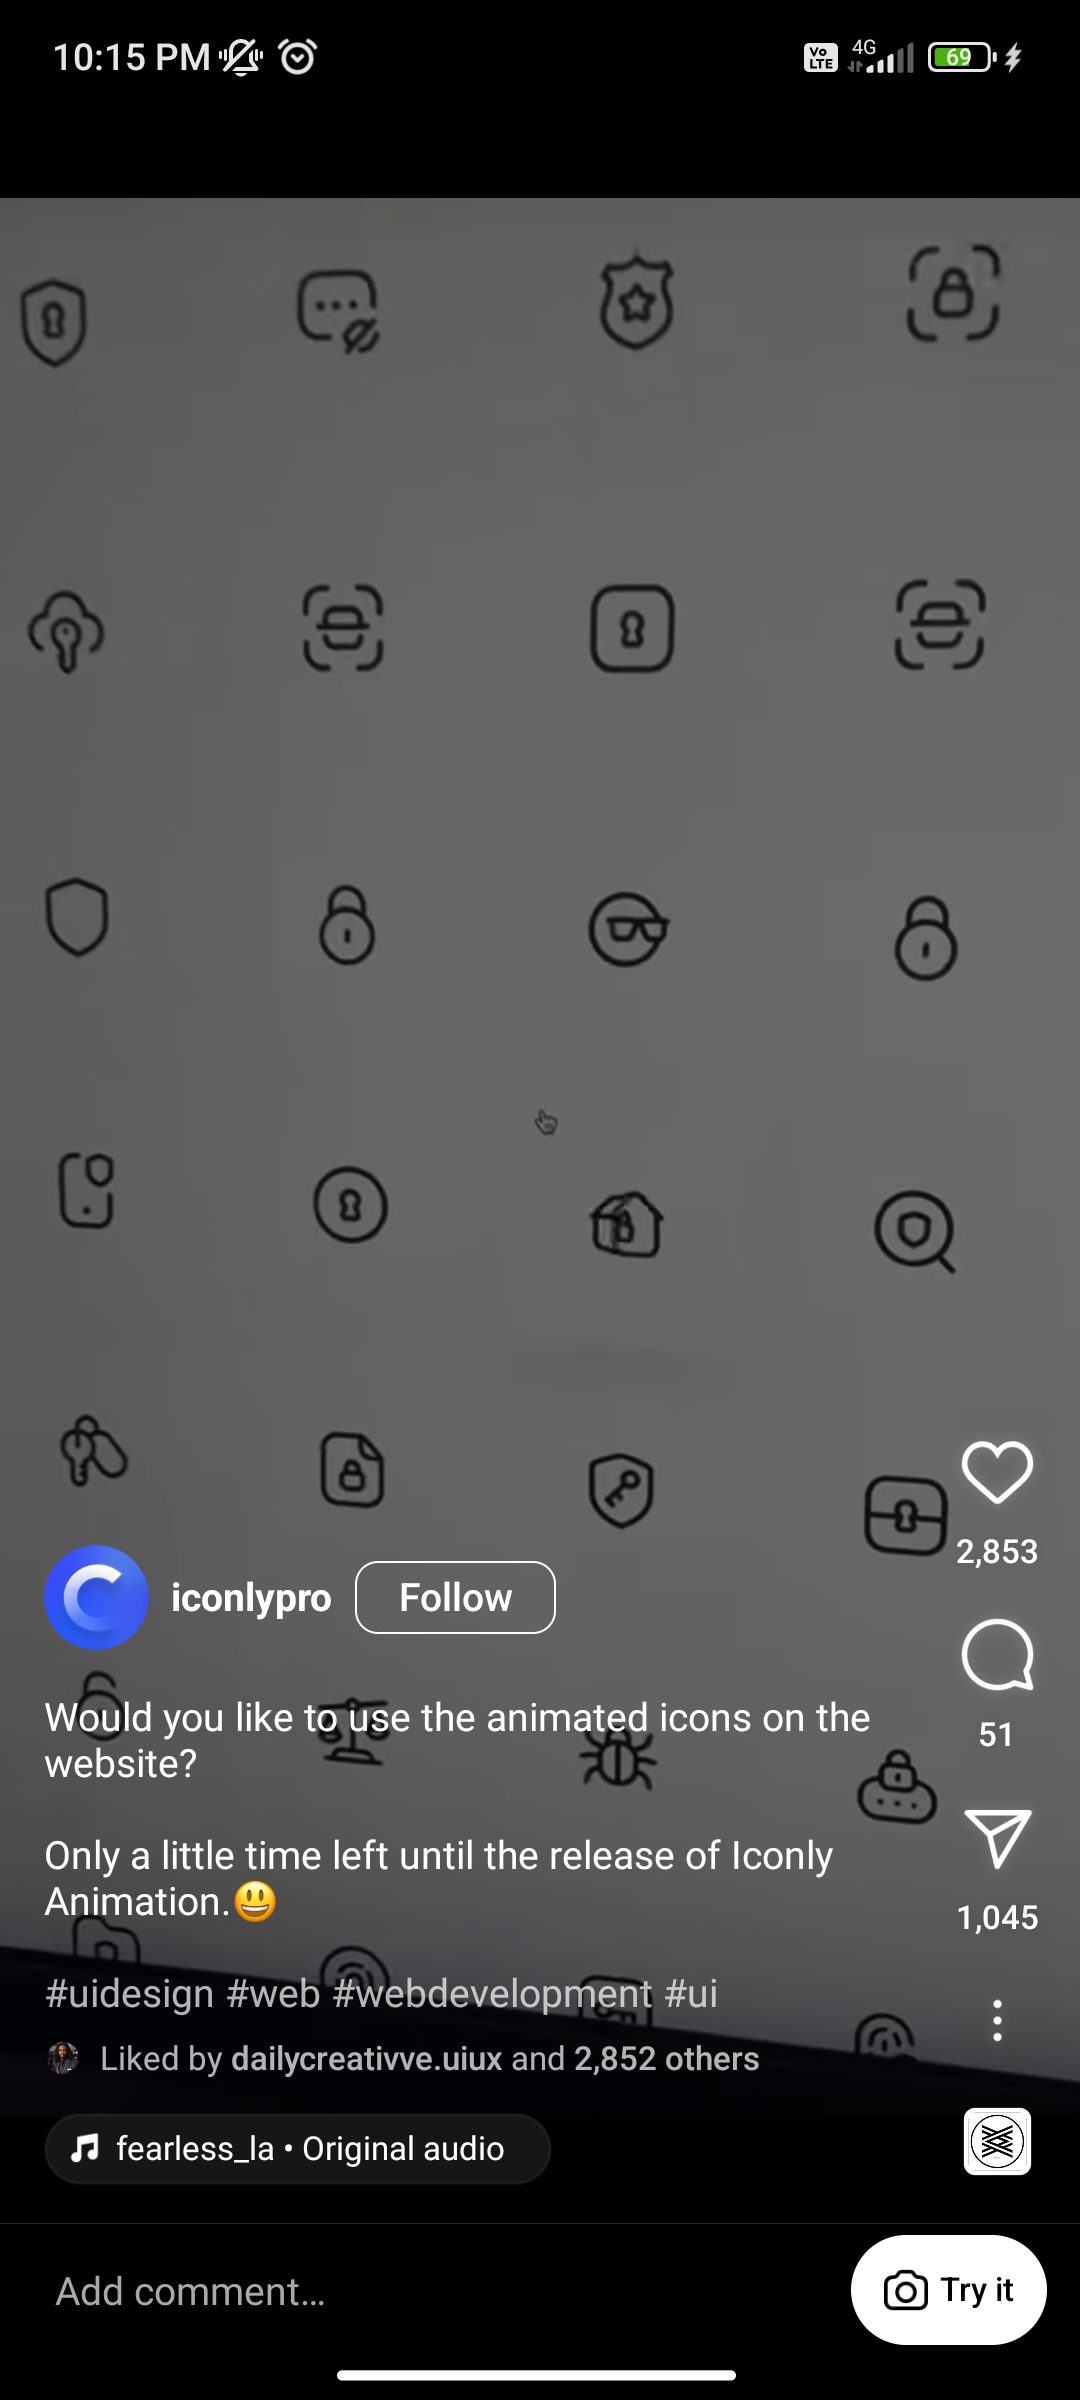 10:15 PM
Vo LTE
4G
69
iconlypro
Follow
2,853
Would you like to use the animated icons on the
website?
51
Only a little time left until the release of Iconly
Animation.😃
1,045
#uidesign #web #webdevelopment #ui
Liked by dailycreativve.uiux and 2,852 others
fearless_la • Original audio
Add comment...
Try it